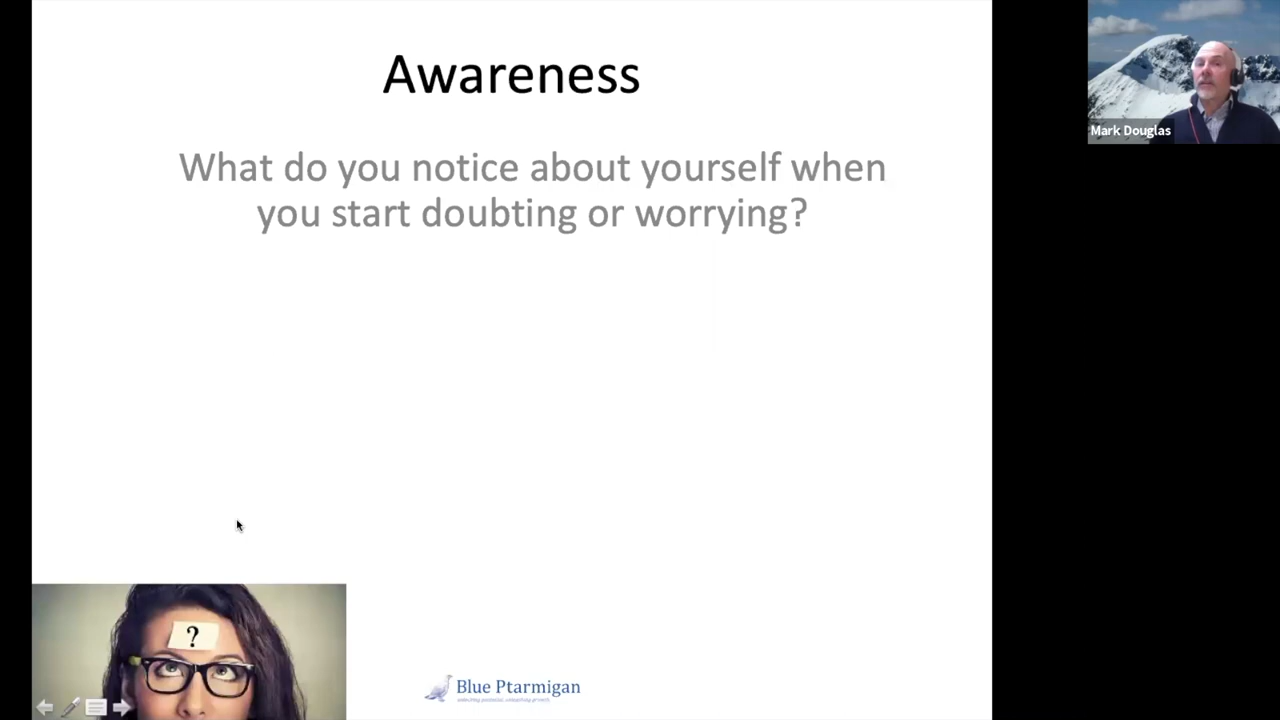 Awareness
Mark Douglas
What do you notice about yourself when
you start doubting or worrying?
?
Blue Ptarmigan